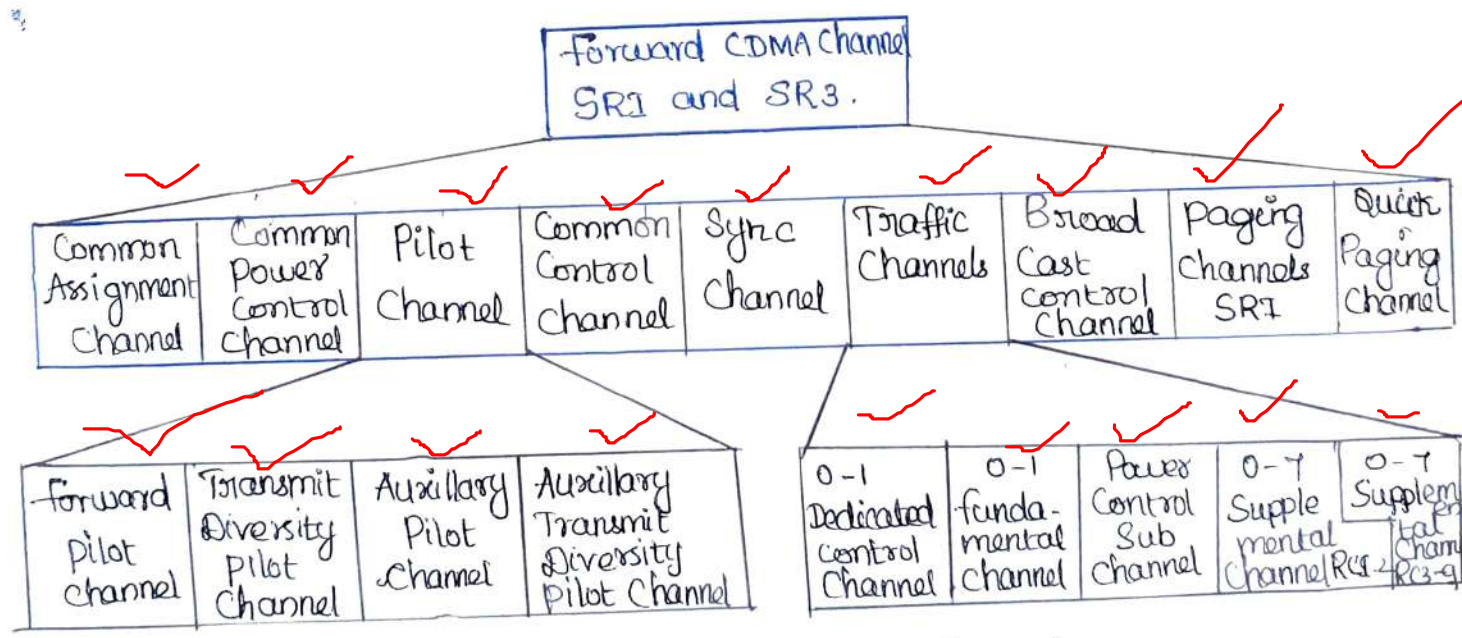 Forward CDMA Channel
SR1 and SR3.
Common
Assignment
Channel
Common
Power
Control
Channel
Pilot
Channel
Common
Control
Channel
Sync
Channel
Traffic
Channels
Broad
Cast
Control
Channel
Paging
Channels
SR1
Quick
Paging
Channel
Forward
Pilot
Channel
Transmit
Diversity
Pilot
Channel
Auxillary
Pilot
Channel
Auxillary
Transmit
Diversity
Pilot Channel
0-1
Dedicated
Control
Channel
0-1
funda-
mental
Channel
Power
Control
Sub
Channel
0-7
Supple
mental
Channel RC1-2
0-7
Supplem
en
tal
Chann
RC3-9